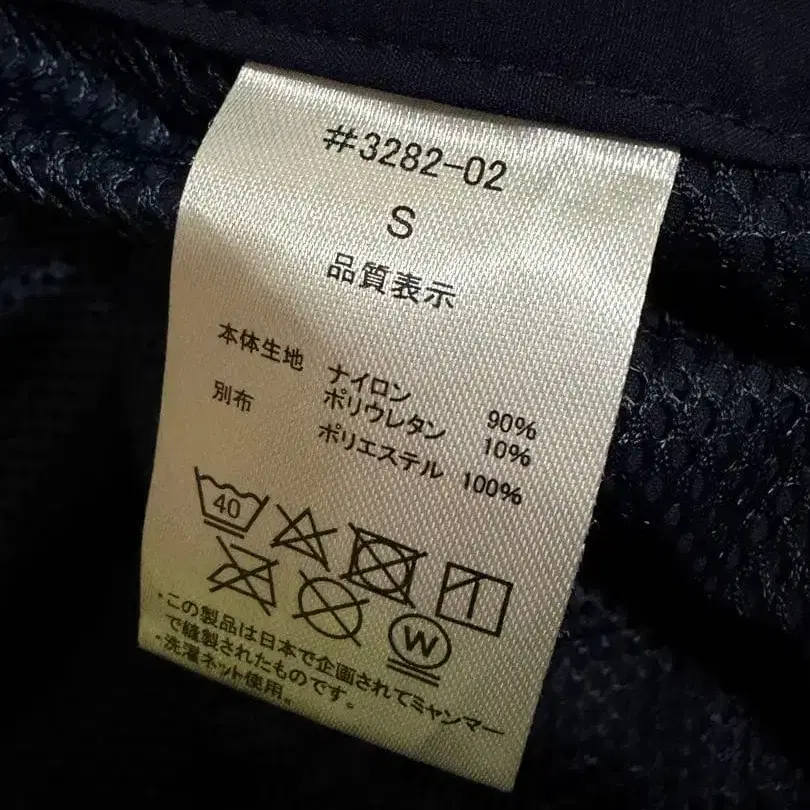 #3282-02
S
品質表示
本体生地 ナイロン 90%
ポリウレタン 10%
別布 ポリエステル 100%
40
W
・この製品は日本で企画されてミャンマー
で縫製されたものです。
・洗濯ネット使用。